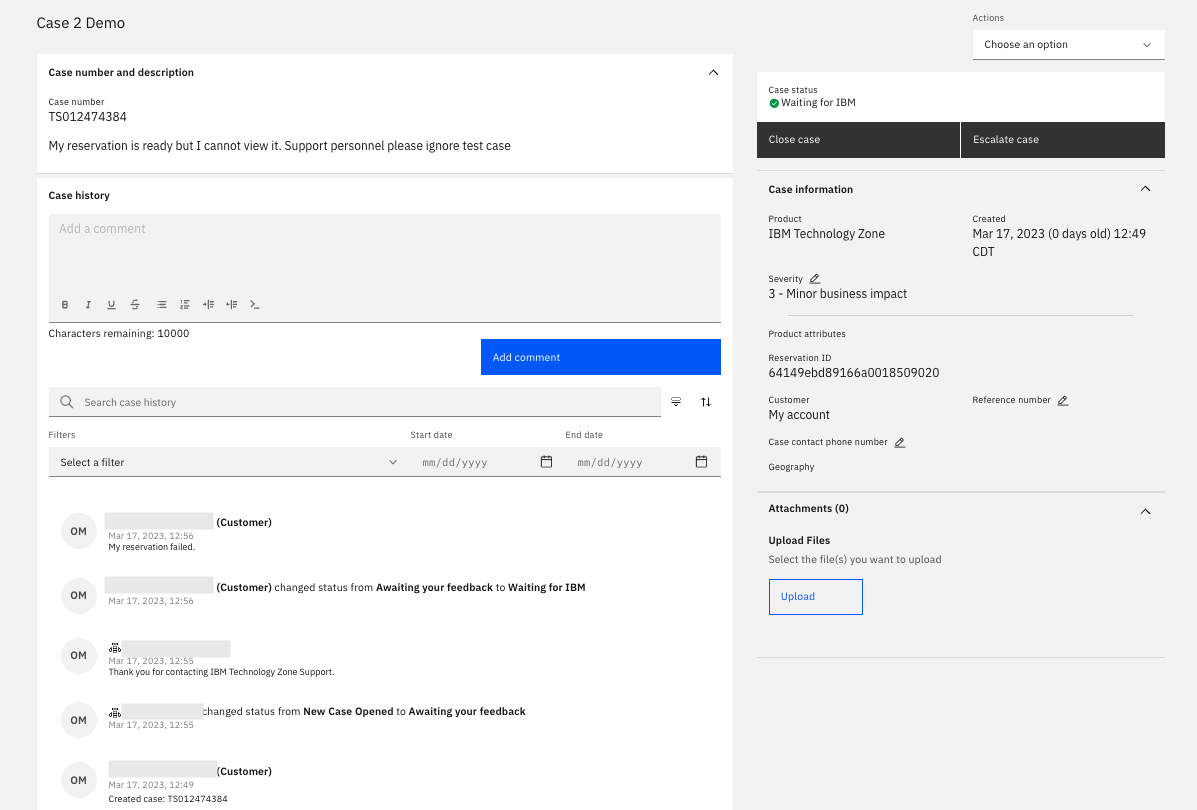 Case 2 Demo
Actions
Choose an option
Case number and description
Case number
TS012474384
My reservation is ready but I cannot view it. Support personnel please ignore test case
Case history
Add a comment
B I U S
Characters remaining: 10000
Add comment
Search case history
Filters
Start date
End date
Select a filter
mm/dd/yyyy
mm/dd/yyyy
OM
(Customer)
Mar 17, 2023, 12:56
My reservation failed.
OM
(Customer) changed status from Awaiting your feedback to Waiting for IBM
Mar 17, 2023, 12:56
OM
Mar 17, 2023, 12:55
Thank you for contacting IBM Technology Zone Support.
OM
changed status from New Case Opened to Awaiting your feedback
Mar 17, 2023, 12:55
OM
(Customer)
Mar 17, 2023, 12:49
Created case: TS012474384
Case status
Waiting for IBM
Close case
Escalate case
Case information
Product
IBM Technology Zone
Created
Mar 17, 2023 (0 days old) 12:49
CDT
Severity
3 - Minor business impact
Product attributes
Reservation ID
64149ebd89166a0018509020
Customer
My account
Reference number
Case contact phone number
Geography
Attachments (0)
Upload Files
Select the file(s) you want to upload
Upload